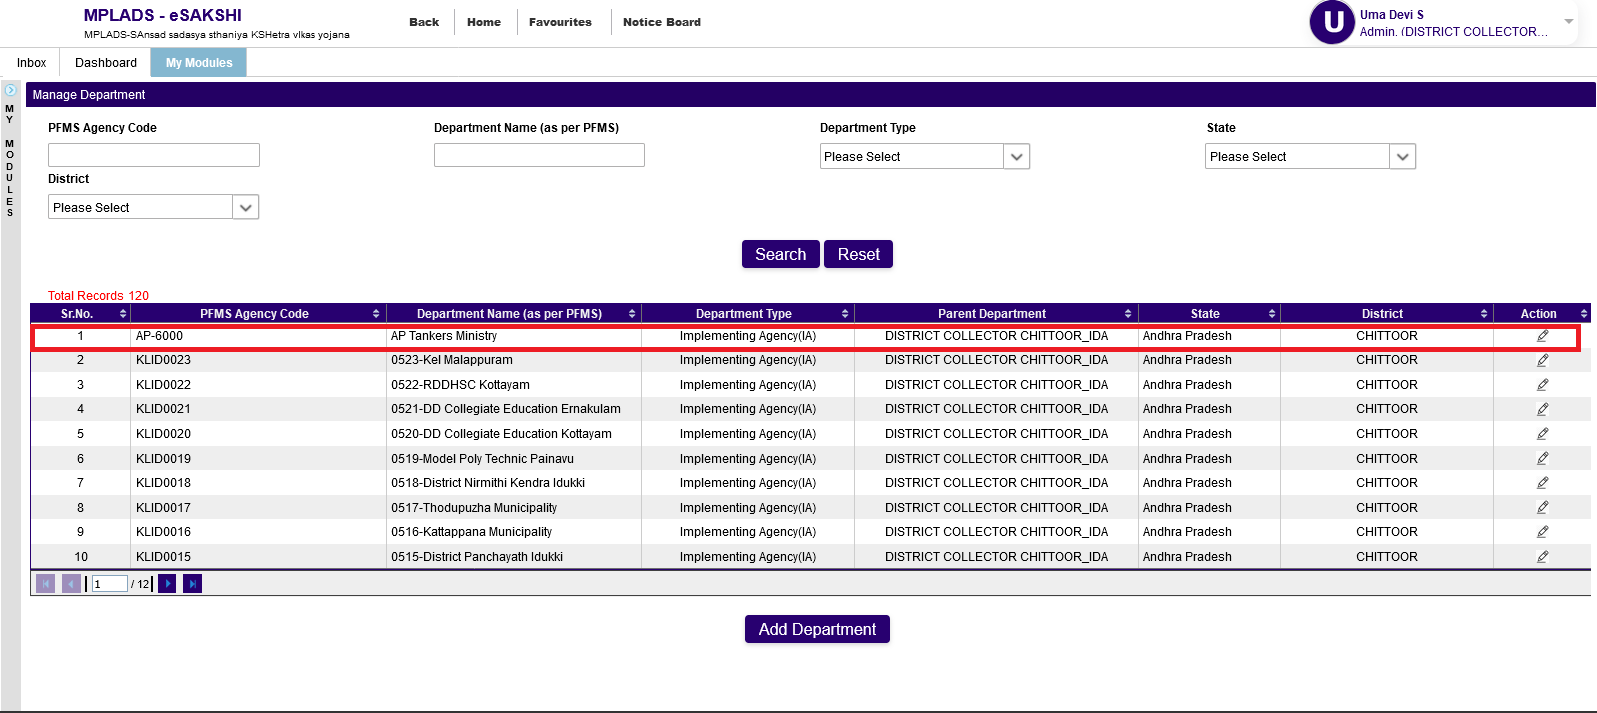 MPLADS - eSAKSHI
MPLADS-SAnsad sadasya sthaniya KSHetra vIkas yojana
Back Home Favourites Notice Board
U
Uma Devi S
Admin. (DISTRICT COLLECTOR...
Inbox Dashboard My Modules
MY MODULES
Manage Department
PFMS Agency Code Department Name (as per PFMS) Department Type State
Please Select Please Select
District
Please Select
Search Reset
Total Records 120
Sr.No. PFMS Agency Code Department Name (as per PFMS) Department Type Parent Department State District Action
1 AP-6000 AP Tankers Ministry Implementing Agency(IA) DISTRICT COLLECTOR CHITTOOR_IDA Andhra Pradesh CHITTOOR
2 KLID0023 0523-Kel Malappuram Implementing Agency(IA) DISTRICT COLLECTOR CHITTOOR_IDA Andhra Pradesh CHITTOOR
3 KLID0022 0522-RDDHSC Kottayam Implementing Agency(IA) DISTRICT COLLECTOR CHITTOOR_IDA Andhra Pradesh CHITTOOR
4 KLID0021 0521-DD Collegiate Education Ernakulam Implementing Agency(IA) DISTRICT COLLECTOR CHITTOOR_IDA Andhra Pradesh CHITTOOR
5 KLID0020 0520-DD Collegiate Education Kottayam Implementing Agency(IA) DISTRICT COLLECTOR CHITTOOR_IDA Andhra Pradesh CHITTOOR
6 KLID0019 0519-Model Poly Technic Painavu Implementing Agency(IA) DISTRICT COLLECTOR CHITTOOR_IDA Andhra Pradesh CHITTOOR
7 KLID0018 0518-District Nirmithi Kendra Idukki Implementing Agency(IA) DISTRICT COLLECTOR CHITTOOR_IDA Andhra Pradesh CHITTOOR
8 KLID0017 0517-Thodupuzha Municipality Implementing Agency(IA) DISTRICT COLLECTOR CHITTOOR_IDA Andhra Pradesh CHITTOOR
9 KLID0016 0516-Kattappana Municipality Implementing Agency(IA) DISTRICT COLLECTOR CHITTOOR_IDA Andhra Pradesh CHITTOOR
10 KLID0015 0515-District Panchayath Idukki Implementing Agency(IA) DISTRICT COLLECTOR CHITTOOR_IDA Andhra Pradesh CHITTOOR
1 / 12
Add Department